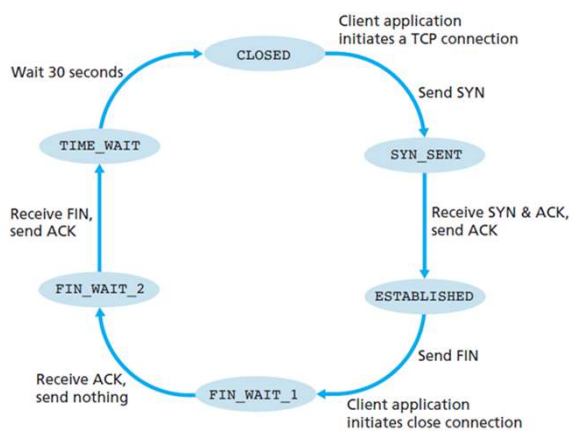 Client application
initiates a TCP connection
CLOSED
Wait 30 seconds
Send SYN
TIME_WAIT
SYN_SENT
Receive FIN,
send ACK
Receive SYN & ACK,
send ACK
FIN_WAIT_2
ESTABLISHED
Send FIN
Receive ACK,
send nothing
FIN_WAIT_1
Client application
initiates close connection